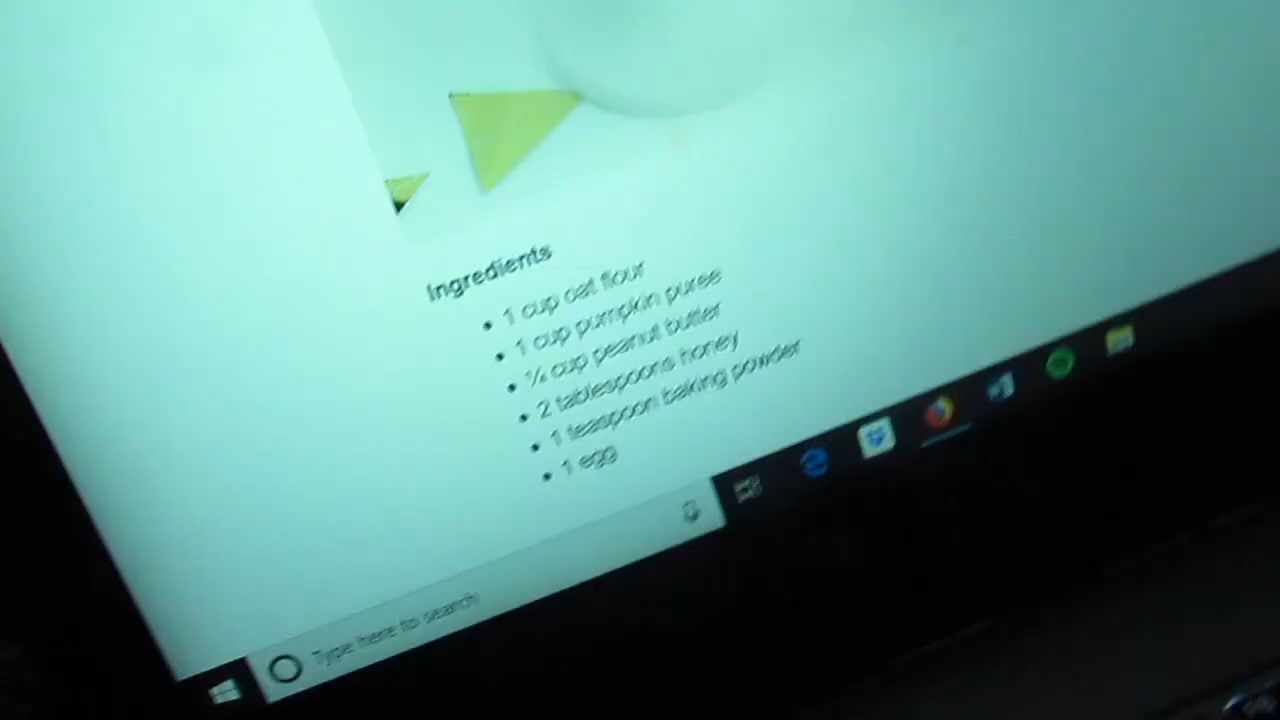 Ingredients
• 1 cup oat flour
• 1 cup pumpkin puree
• ¼ cup peanut butter
• 2 tablespoons honey
• 1 teaspoon baking powder
• 1 egg
Type here to search